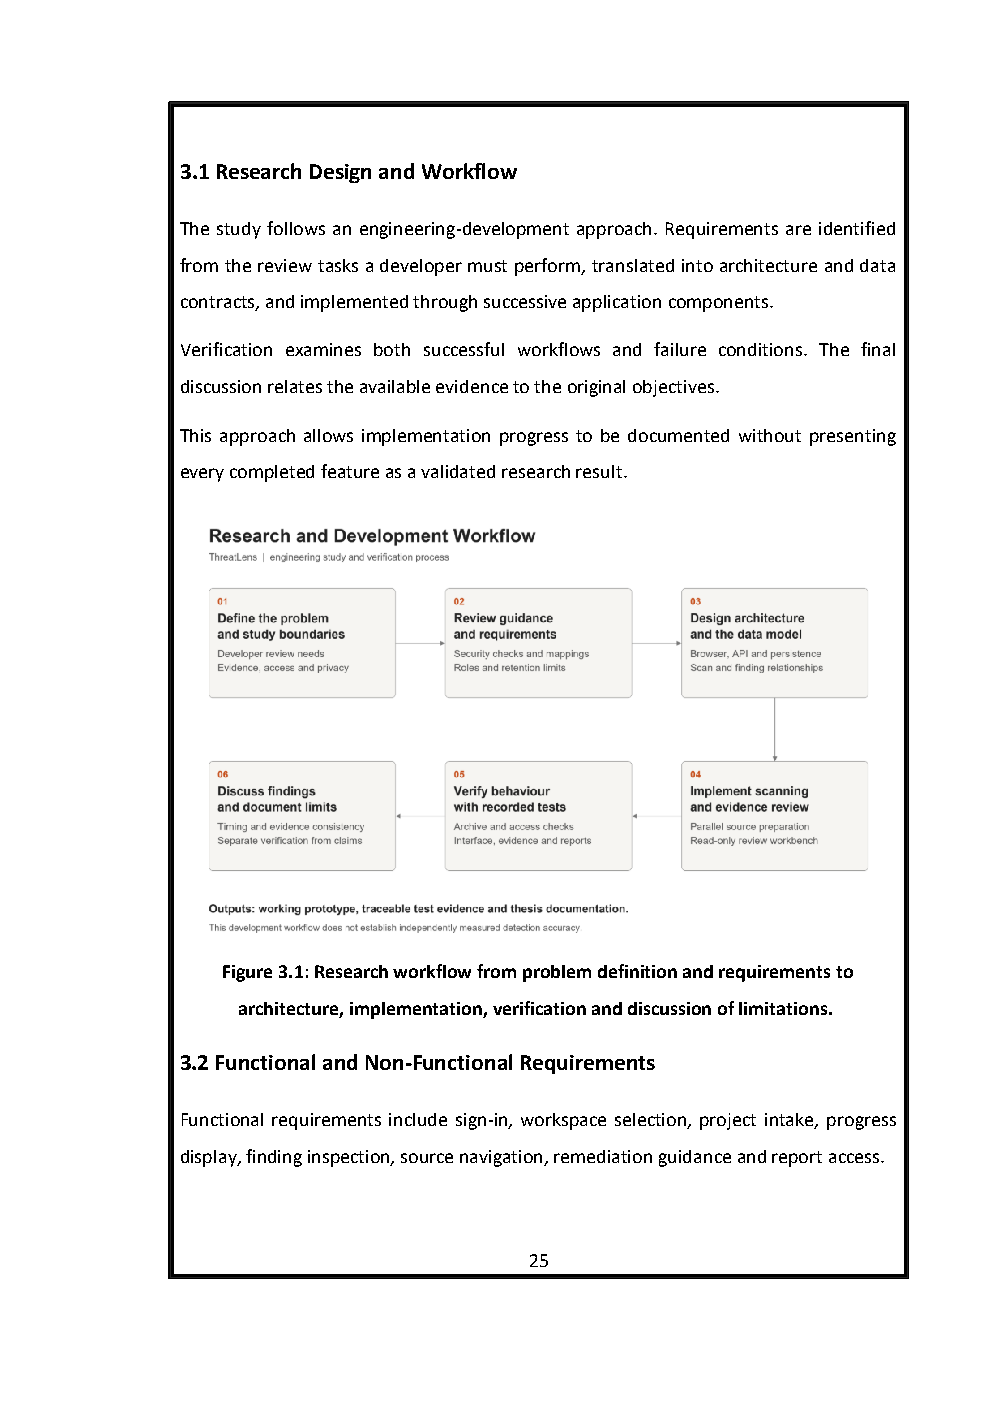 3.1 Research Design and Workflow
The study follows an engineering-development approach. Requirements are identified
from the review tasks a developer must perform, translated into architecture and data
contracts, and implemented through successive application components.
Verification examines both successful workflows and failure conditions. The final
discussion relates the available evidence to the original objectives.
This approach allows implementation progress to be documented without presenting
every completed feature as a validated research result.
Research and Development Workflow
ThreatLens | engineering study and verification process
01
Define the problem
and study boundaries
Developer review needs
Evidence, access and privacy
02
Review guidance
and requirements
Security checks and mappings
Roles and retention limits
03
Design architecture
and the data model
Browser, API and persistence
Scan and finding relationships
04
Implement scanning
and evidence review
Parallel source preparation
Read-only review workbench
05
Verify behaviour
with recorded tests
Archive and access checks
Interface, evidence and reports
06
Discuss findings
and document limits
Timing and evidence consistency
Separate verification from claims
Outputs: working prototype, traceable test evidence and thesis documentation.
This development workflow does not establish independently measured detection accuracy.
Figure 3.1: Research workflow from problem definition and requirements to
architecture, implementation, verification and discussion of limitations.
3.2 Functional and Non-Functional Requirements
Functional requirements include sign-in, workspace selection, project intake, progress
display, finding inspection, source navigation, remediation guidance and report access.
25